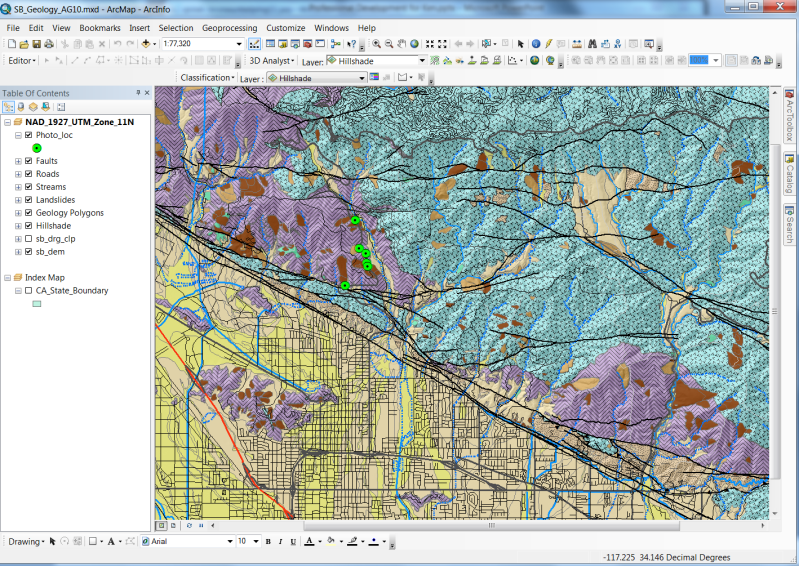 SB_Geology_AG10.mxd - ArcMap - ArcInfo
File Edit View Bookmarks Insert Selection Geoprocessing Customize Windows Help
1:77,320
Editor
3D Analyst Layer: Hillshade
Classification Layer: Hillshade
Table Of Contents
NAD_1927_UTM_Zone_11N
Photo_loc
Faults
Roads
Streams
Landslides
Geology Polygons
Hillshade
sb_drg_clp
sb_dem
Index Map
CA_State_Boundary
ArcToolbox
Catalog
Search
Drawing A Arial 10 B I U A
-117.225 34.146 Decimal Degrees